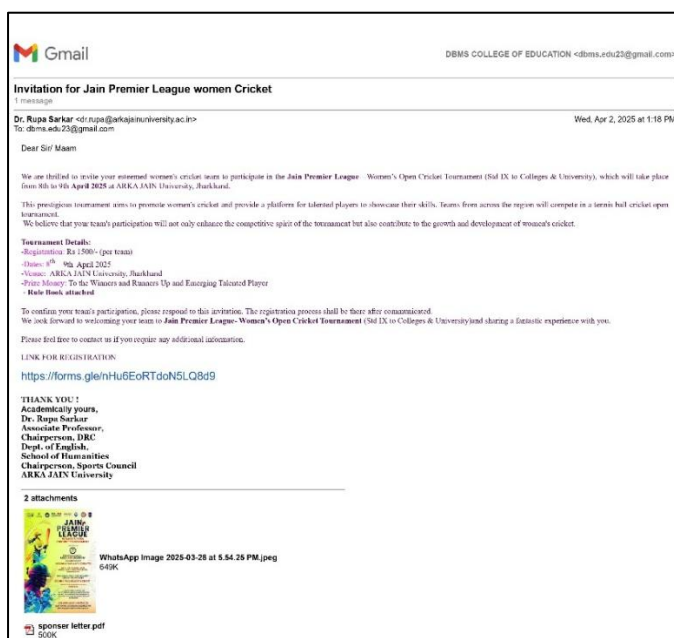 Gmail
DBMS COLLEGE OF EDUCATION <dbms.edu23@gmail.com>
Invitation for Jain Premier League women Cricket
1 message
Dr. Rupa Sarkar <dr.rupa@arkajainuniversity.ac.in>
Wed, Apr 2, 2025 at 1:18 PM
To: dbms.edu23@gmail.com
Dear Sir/ Maam
We are thrilled to invite your esteemed women's cricket team to participate in the Jain Premier League - Women's Open Cricket Tournament (Std IX to Colleges & University), which will take place
from 8th to 9th April 2025 at ARKA JAIN University, Jharkhand.
This prestigious tournament aims to promote women's cricket and provide a platform for talented players to showcase their skills. Teams from across the region will compete in a tennis ball cricket open
tournament.
We believe that your team's participation will not only enhance the competitive spirit of the tournament but also contribute to the growth and development of women's cricket.
Tournament Details:
-Registration: Rs 1500/- (per team)
-Dates: 8th 9th April 2025
-Venue: ARKA JAIN University, Jharkhand
-Prize Money: To the Winners and Runners Up and Emerging Talented Player
- Rule Book attached
To confirm your team's participation, please respond to this invitation. The registration process shall be there after communicated.
We look forward to welcoming your team to Jain Premier League- Women's Open Cricket Tournament (Std IX to Colleges & University)and sharing a fantastic experience with you.
Please feel free to contact us if you require any additional information.
LINK FOR REGISTRATION
https://forms.gle/nHu6EoRTdoN5LQ8d9
THANK YOU !
Academically yours,
Dr. Rupa Sarkar
Associate Professor,
Chairperson, DRC
Dept. of English,
School of Humanities
Chairperson, Sports Council
ARKA JAIN University
2 attachments
JAIN
PREMIER
LEAGUE
WhatsApp Image 2025-03-28 at 5.54.25 PM.jpeg
649K
sponser letter.pdf
500K